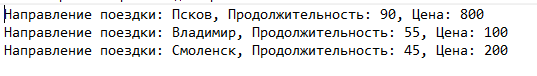 Направление поездки: Псков, Продолжительность: 90, Цена: 800
Направление поездки: Владимир, Продолжительность: 55, Цена: 100
Направление поездки: Смоленск, Продолжительность: 45, Цена: 200